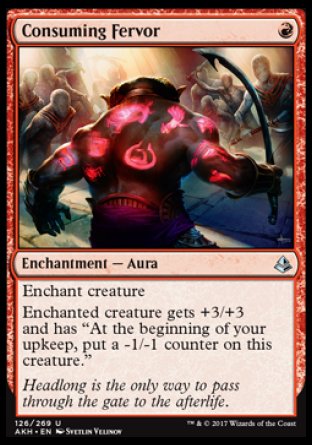 Consuming Fervor
Enchantment — Aura
Enchant creature
Enchanted creature gets +3/+3
and has “At the beginning of your
upkeep, put a -1/-1 counter on this
creature.”
Headlong is the only way to pass
through the gate to the afterlife.
126/269 U
AKH • EN Svetlin Velinov
™ & © 2017 Wizards of the Coast